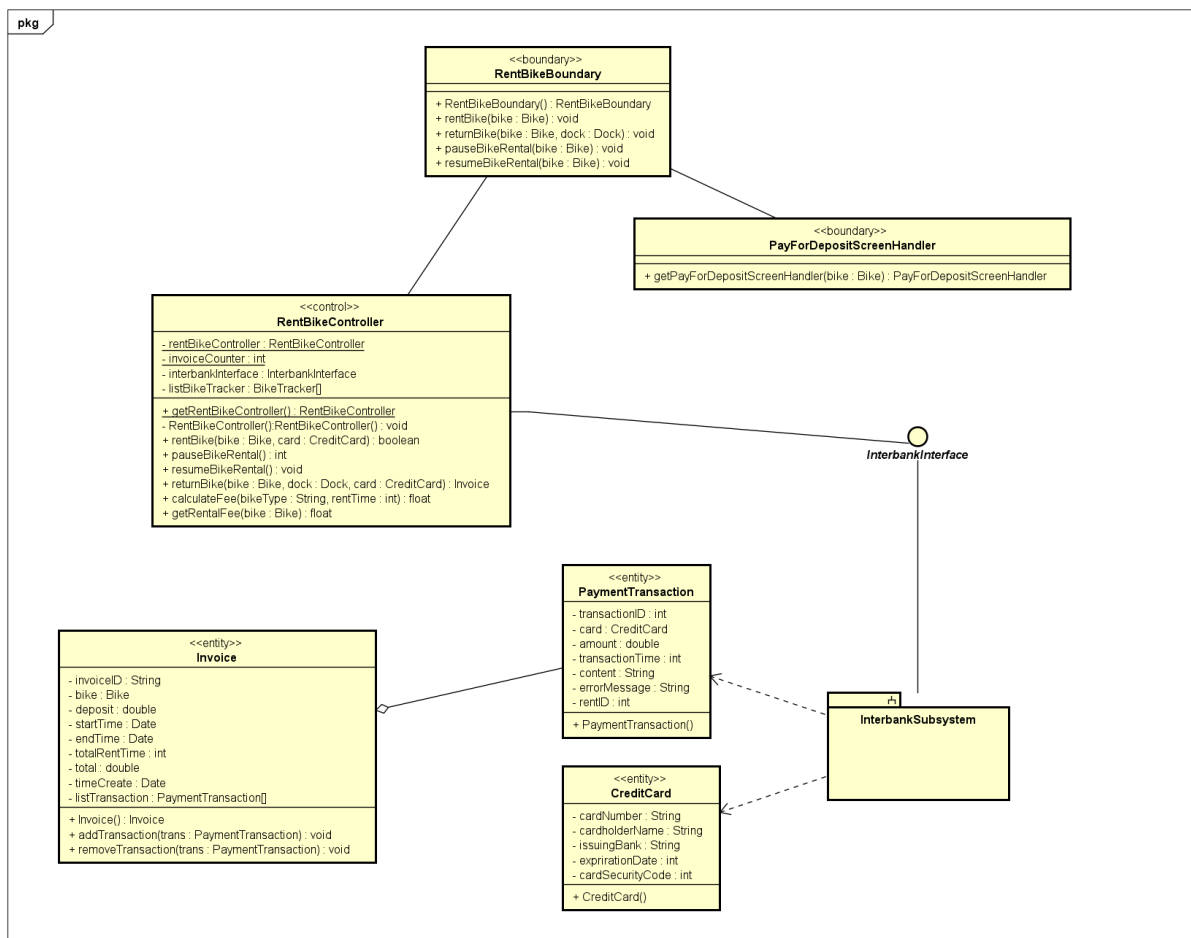 pkg
<<boundary>>
RentBikeBoundary
+ RentBikeBoundary() : RentBikeBoundary
+ rentBike(bike : Bike) : void
+ returnBike(bike : Bike, dock : Dock) : void
+ pauseBikeRental(bike : Bike) : void
+ resumeBikeRental(bike : Bike) : void
<<boundary>>
PayForDepositScreenHandler
+ getPayForDepositScreenHandler(bike : Bike) : PayForDepositScreenHandler
<<control>>
RentBikeController
- rentBikeController : RentBikeController
- invoiceCounter : int
- interbankInterface : InterbankInterface
- listBikeTracker : BikeTracker[]
+ getRentBikeController() : RentBikeController
- RentBikeController():RentBikeController() : void
+ rentBike(bike : Bike, card : CreditCard) : boolean
+ pauseBikeRental() : int
+ resumeBikeRental() : void
+ returnBike(bike : Bike, dock : Dock, card : CreditCard) : Invoice
+ calculateFee(bikeType : String, rentTime : int) : float
+ getRentalFee(bike : Bike) : float
InterbankInterface
<<entity>>
PaymentTransaction
- transactionID : int
- card : CreditCard
- amount : double
- transactionTime : int
- content : String
- errorMessage : String
- rentID : int
+ PaymentTransaction()
<<entity>>
Invoice
- invoiceID : String
- bike : Bike
- deposit : double
- startTime : Date
- endTime : Date
- totalRentTime : int
- total : double
- timeCreate : Date
- listTransaction : PaymentTransaction[]
+ Invoice() : Invoice
+ addTransaction(trans : PaymentTransaction) : void
+ removeTransaction(trans : PaymentTransaction) : void
InterbankSubsystem
<<entity>>
CreditCard
- cardNumber : String
- cardholderName : String
- issuingBank : String
- exprirationDate : int
- cardSecurityCode : int
+ CreditCard()